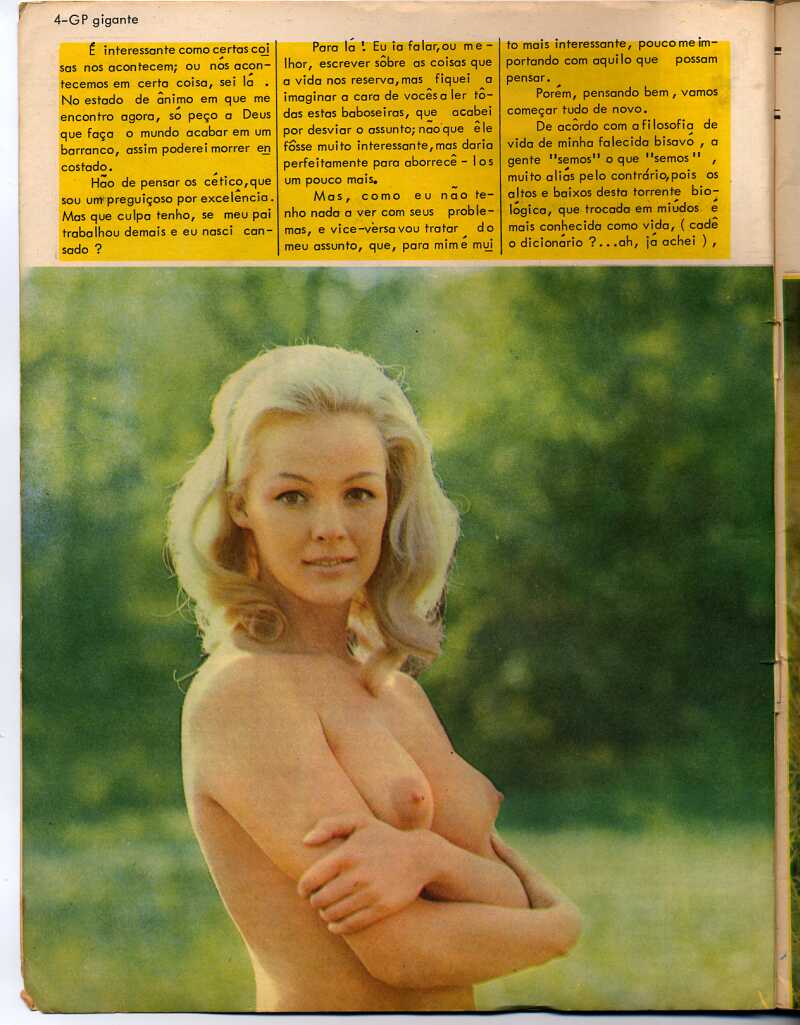 4-GP gigante
É interessante como certas coi
sas nos acontecem; ou nós acon-
tecemos em certa coisa, sei lá .
No estado de ânimo em que me
encontro agora, só peço a Deus
que faça o mundo acabar em um
barranco, assim poderei morrer en
costado.
Hão de pensar os cético, que
sou um preguiçoso por excelência.
Mas que culpa tenho, se meu pai
trabalhou demais e eu nasci can-
sado ?
Para lá ! Eu ia falar, ou me -
lhor, escrever sôbre as coisas que
a vida nos reserva, mas fiquei a
imaginar a cara de vocês a ler tô-
das estas baboseiras, que acabei
por desviar o assunto; não que êle
fôsse muito interessante, mas daria
perfeitamente para aborrecê - los
um pouco mais.
Mas, como eu não te-
nho nada a ver com seus proble-
mas, e vice-versa vou tratar do
meu assunto, que, para mim é mui
to mais interessante, pouco me im-
portando com aquilo que possam
pensar.
Porém, pensando bem , vamos
começar tudo de novo.
De acôrdo com a filosofia de
vida de minha falecida bisavó , a
gente "semos" o que "semos" ,
muito aliás pelo contrário, pois os
altos e baixos desta torrente bio-
lógica, que trocada em miúdos é
mais conhecida como vida, ( cadê
o dicionário ?...ah, já achei ) ,